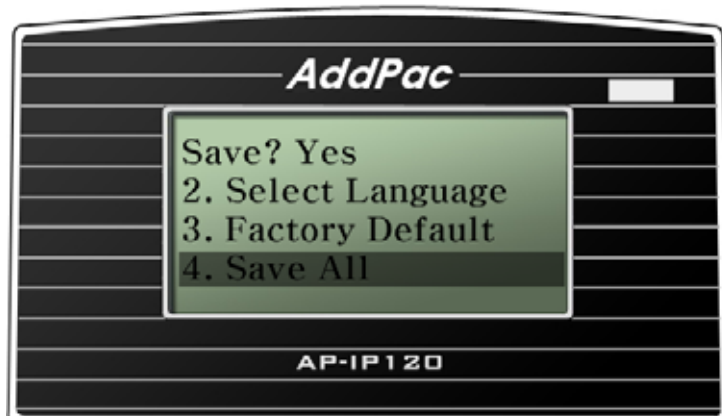 AddPac
Save? Yes
2. Select Language
3. Factory Default
4. Save All
AP-IP120